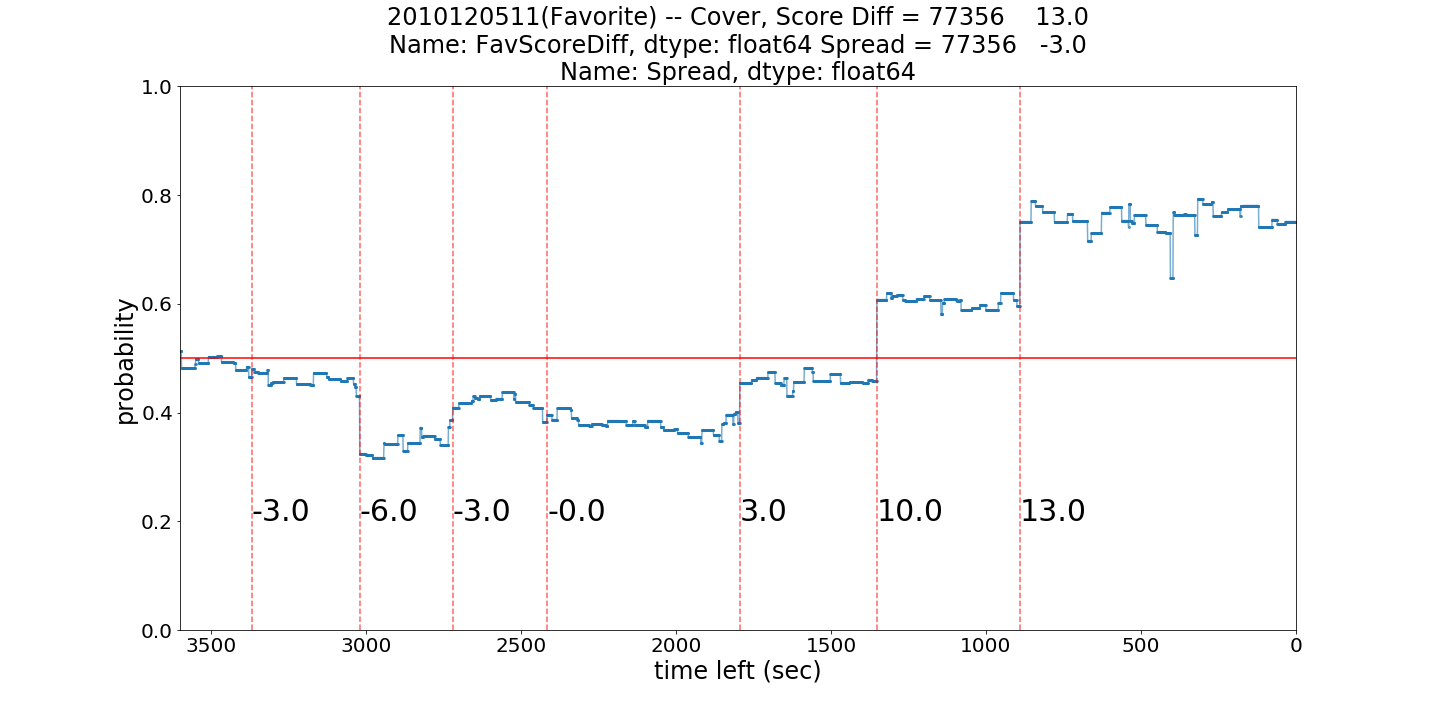 2010120511(Favorite) -- Cover, Score Diff = 77356    13.0
Name: FavScoreDiff, dtype: float64 Spread = 77356   -3.0
Name: Spread, dtype: float64
1.0
0.8
0.6
0.4
0.2
0.0
probability
-3.0 -6.0 -3.0 -0.0 3.0 10.0 13.0
3500 3000 2500 2000 1500 1000 500 0
time left (sec)